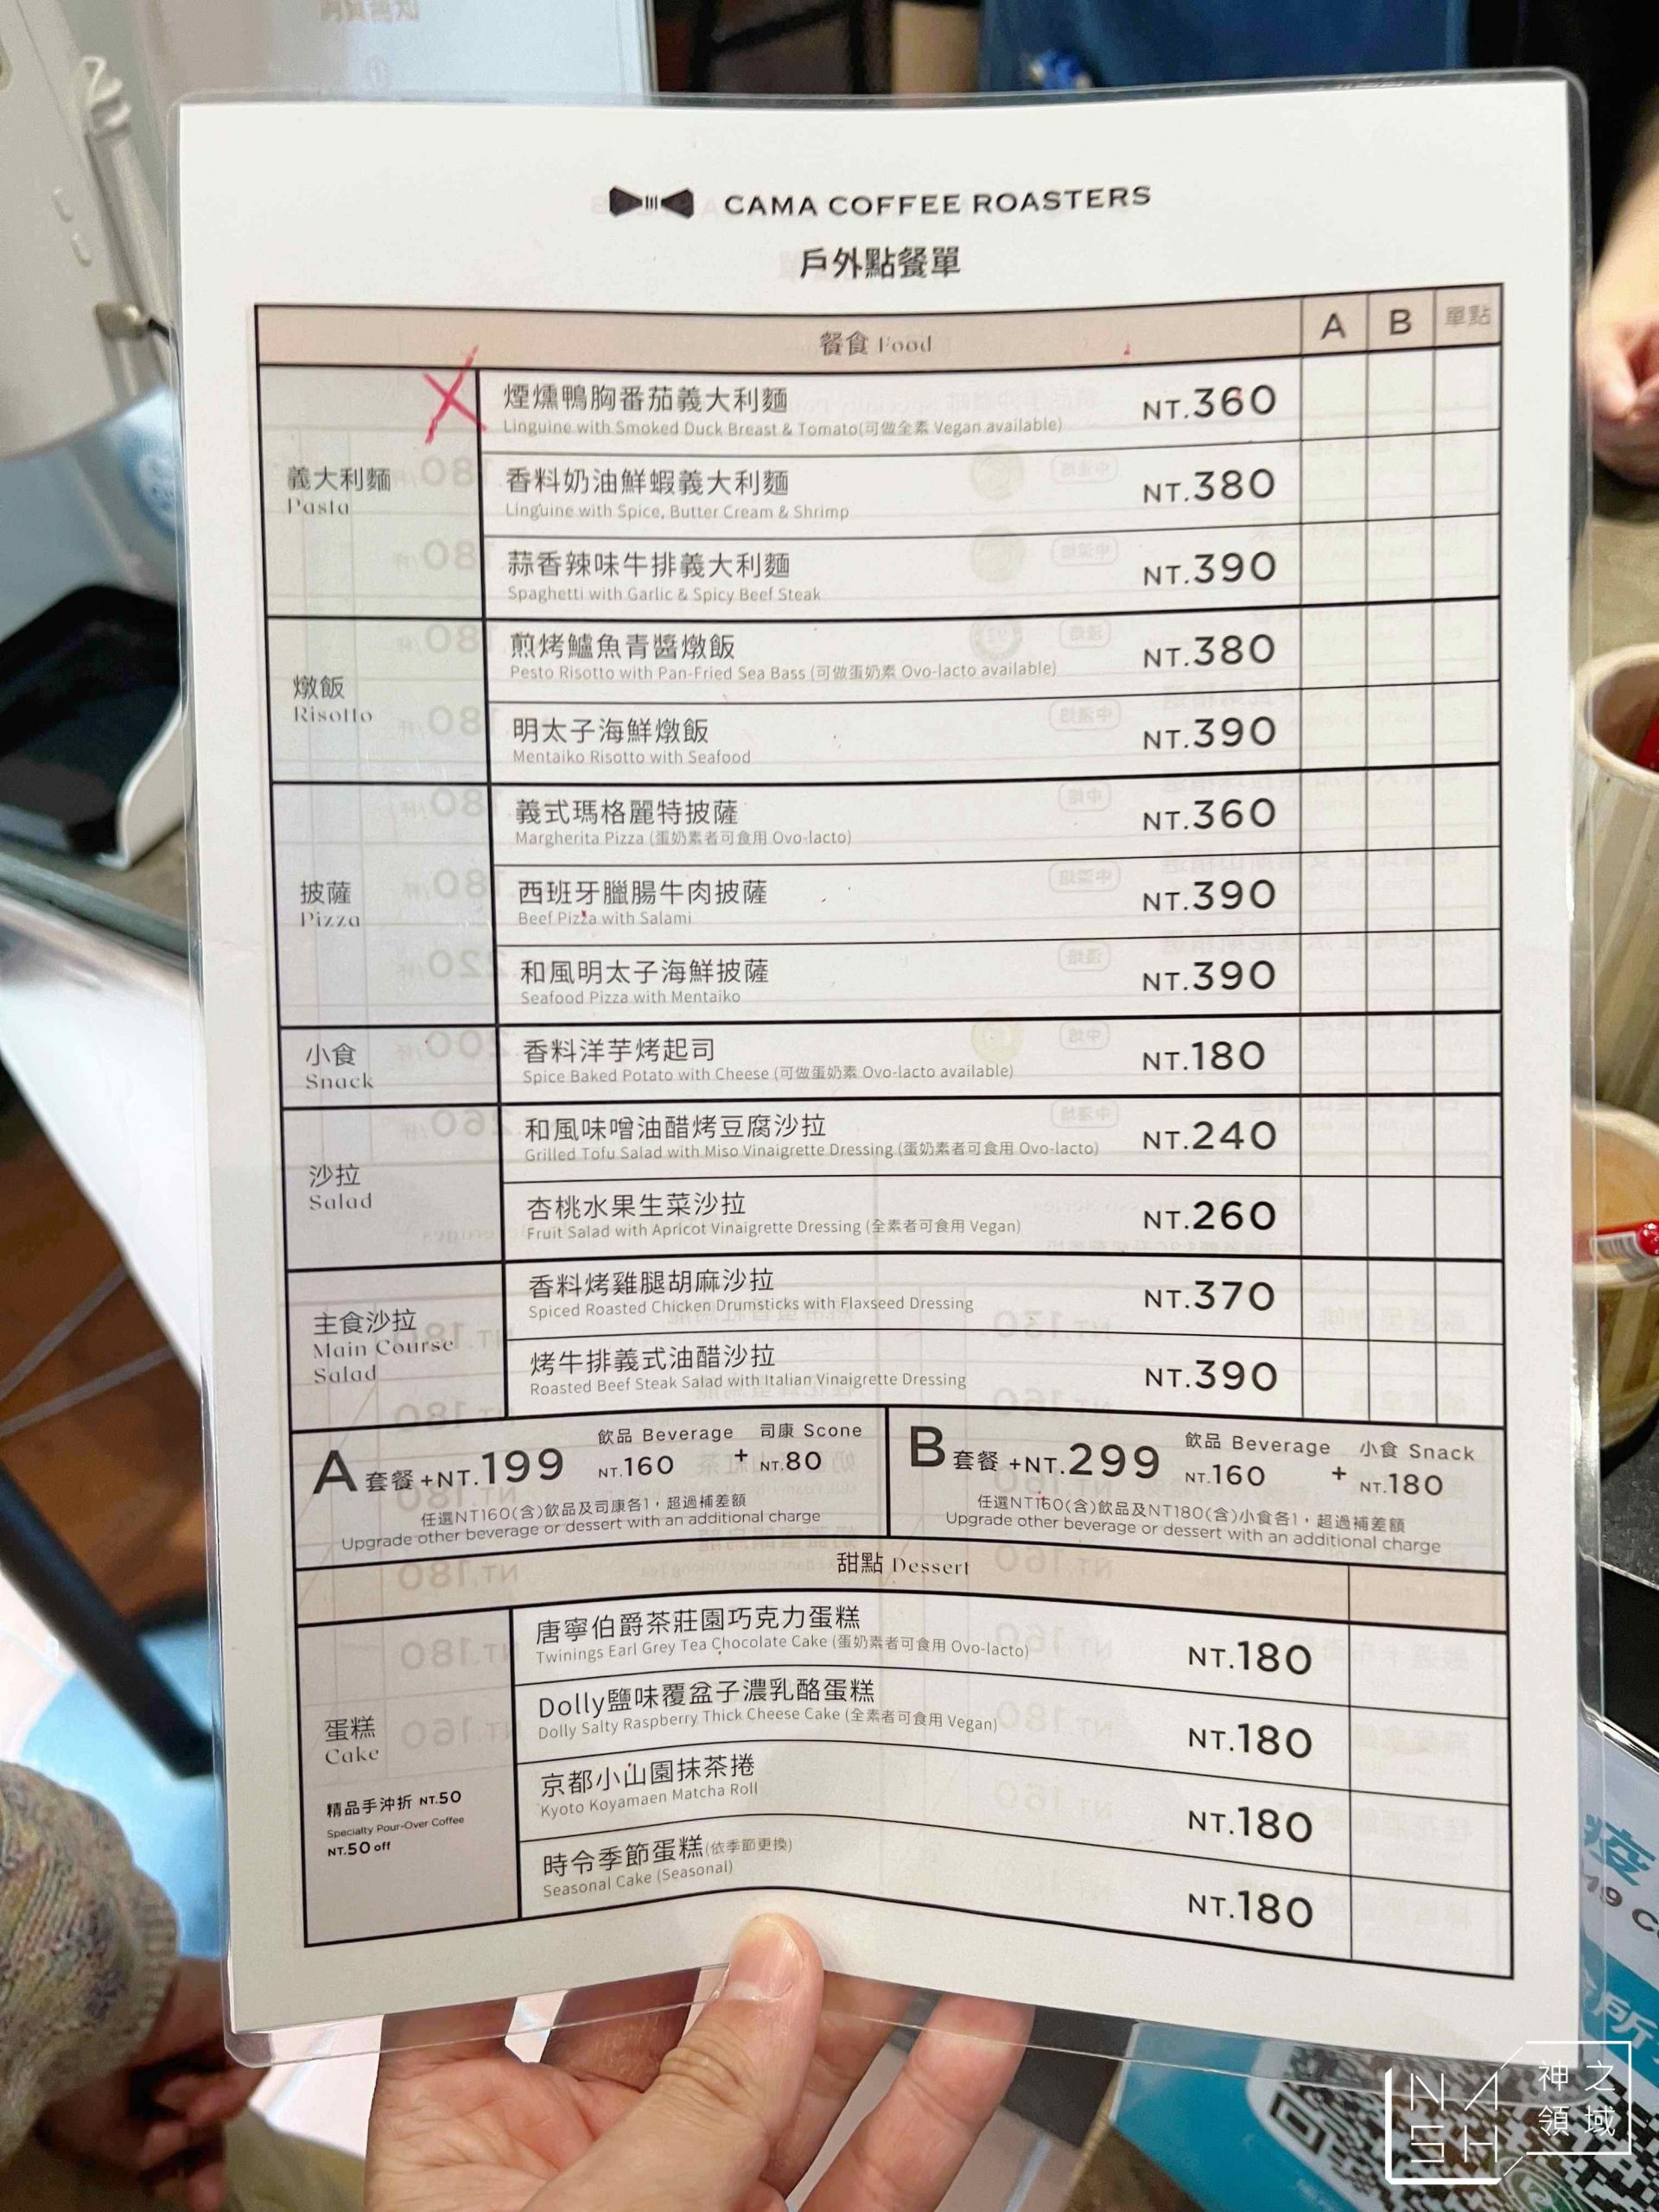 CAMA COFFEE ROASTERS
戶外點餐單
餐食 Food
A
B
單點
義大利麵
Pasta
煙燻鴨胸番茄義大利麵
NT.360
Linguine with Smoked Duck Breast & Tomato(可做全素 Vegan available)
香料奶油鮮蝦義大利麵
NT.380
Linguine with Spice, Butter Cream & Shrimp
蒜香辣味牛排義大利麵
NT.390
Spaghetti with Garlic & Spicy Beef Steak
燉飯
Risotto
煎烤鱸魚青醬燉飯
NT.380
Pesto Risotto with Pan-Fried Sea Bass (可做蛋奶素 Ovo-lacto available)
明太子海鮮燉飯
NT.390
Mentaiko Risotto with Seafood
披薩
Pizza
義式瑪格麗特披薩
NT.360
Margherita Pizza (蛋奶素者可食用 Ovo-lacto)
西班牙臘腸牛肉披薩
NT.390
Beef Pizza with Salami
和風明太子海鮮披薩
NT.390
Seafood Pizza with Mentaiko
小食
Snack
香料洋芋烤起司
NT.180
Spice Baked Potato with Cheese (可做蛋奶素 Ovo-lacto available)
沙拉
Salad
和風味噌油醋烤豆腐沙拉
NT.240
Grilled Tofu Salad with Miso Vinaigrette Dressing (蛋奶素者可食用 Ovo-lacto)
杏桃水果生菜沙拉
NT.260
Fruit Salad with Apricot Vinaigrette Dressing (全素者可食用 Vegan)
主食沙拉
Main Course
Salad
香料烤雞腿胡麻沙拉
NT.370
Spiced Roasted Chicken Drumsticks with Flaxseed Dressing
烤牛排義式油醋沙拉
NT.390
Roasted Beef Steak Salad with Italian Vinaigrette Dressing
A 套餐 +NT.199
飲品 Beverage 司康 Scone
NT.160 + NT.80
任選NT160(含)飲品及司康各1，超過補差額
Upgrade other beverage or dessert with an additional charge
B 套餐 +NT.299
飲品 Beverage 小食 Snack
NT.160 + NT.180
任選NT160(含)飲品及NT180(含)小食各1，超過補差額
Upgrade other beverage or dessert with an additional charge
甜點 Dessert
蛋糕
Cake
精品手沖折 NT.50
Specialty Pour-Over Coffee
NT.50 off
唐寧伯爵茶莊園巧克力蛋糕
Twinings Earl Grey Tea Chocolate Cake (蛋奶素者可食用 Ovo-lacto)
NT.180
Dolly鹽味覆盆子濃乳酪蛋糕
Dolly Salty Raspberry Thick Cheese Cake (全素者可食用 Vegan)
NT.180
京都小山園抹茶捲
Kyoto Koyamaen Matcha Roll
NT.180
時令季節蛋糕(依季節更換)
Seasonal Cake (Seasonal)
NT.180
疫
所
NASH
神之
領域